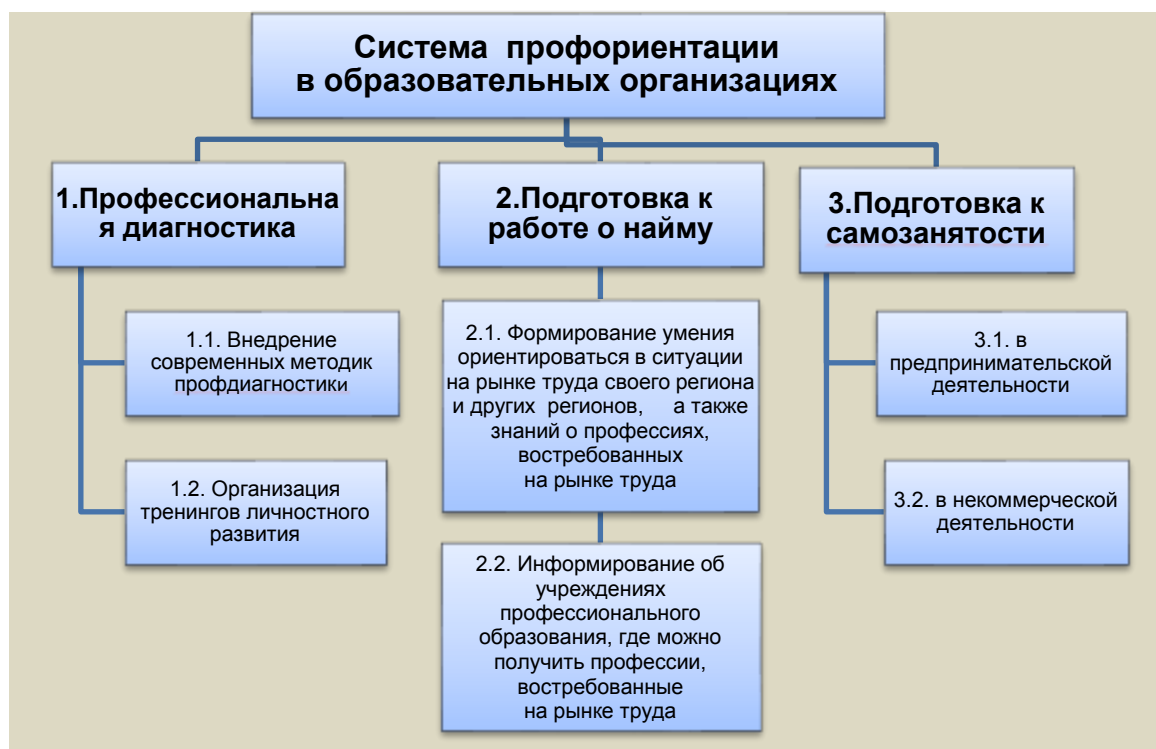 Система профориентации
в образовательных организациях
1.Профессиональна
я диагностика
1.1. Внедрение
современных методик
профдиагностики
1.2. Организация
тренингов личностного
развития
2.Подготовка к
работе о найму
2.1. Формирование умения
ориентироваться в ситуации
на рынке труда своего региона
и других регионов, а также
знаний о профессиях,
востребованных
на рынке труда
2.2. Информирование об
учреждениях
профессионального
образования, где можно
получить профессии,
востребованные
на рынке труда
3.Подготовка к
самозанятости
3.1. в
предпринимательской
деятельности
3.2. в некоммерческой
деятельности